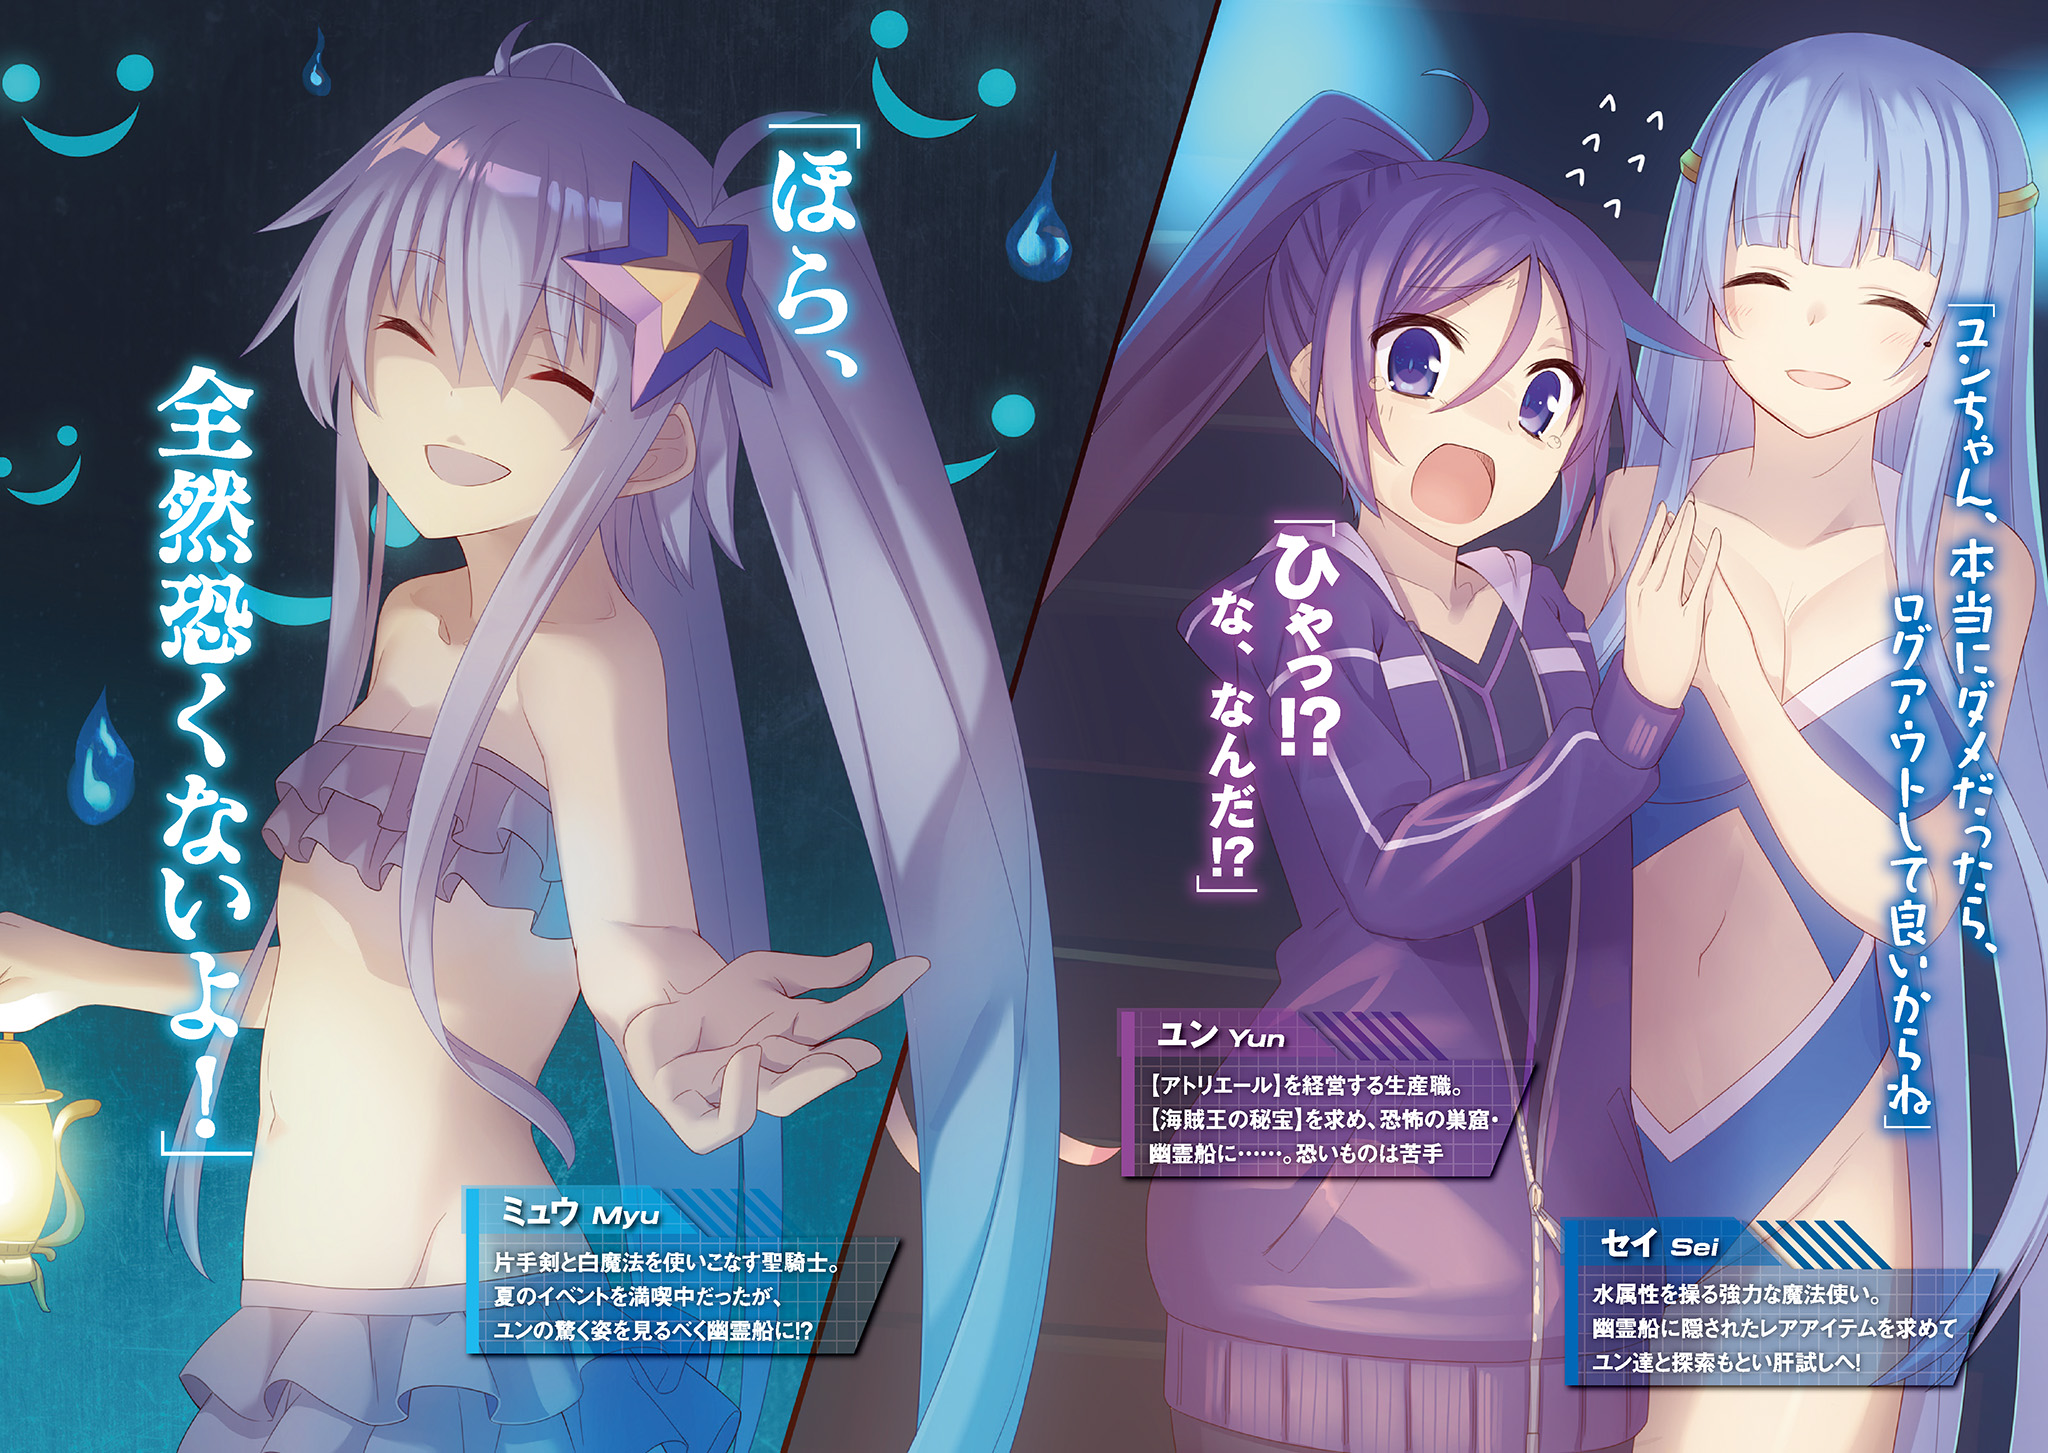 「ユンちゃん、本当にダメだったら、
ログアウトして良いからね」
「ひゃっ!?
な、なんだ!?」
ユン Yun
【アトリエール】を経営する生産職。
【海賊王の秘宝】を求め、恐怖の巣窟・
幽霊船に……。恐いものは苦手
セイ Sei
水属性を操る強力な魔法使い。
幽霊船に隠されたレアアイテムを求めて
ユン達と探索もとい肝試しへ!
「ほら、
全然恐くないよ!」
ミュウ Myu
片手剣と白魔法を使いこなす聖騎士。
夏のイベントを満喫中だったが、
ユンの驚く姿を見るべく幽霊船に!?